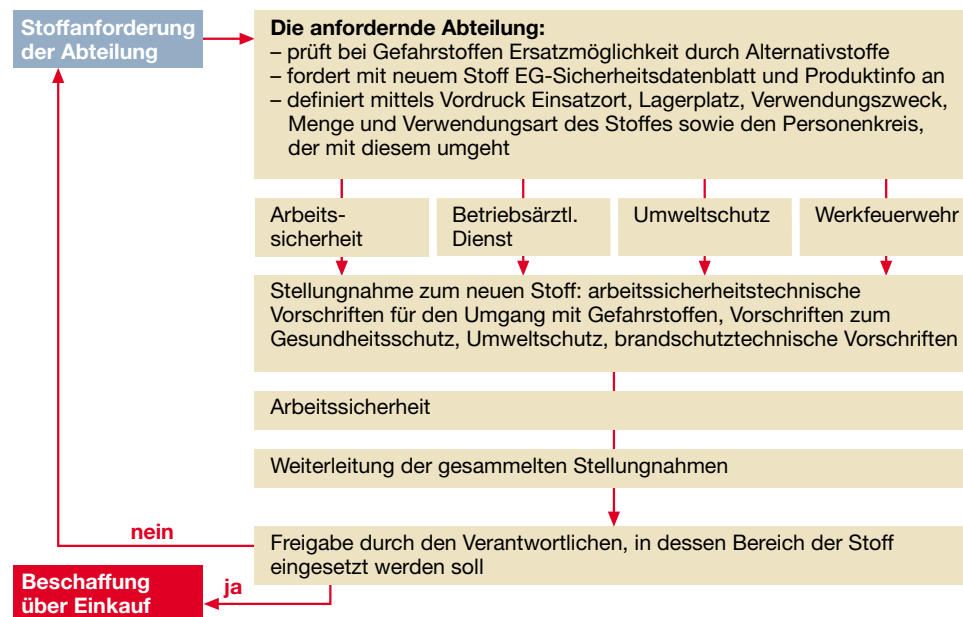 Stoffanforderung
der Abteilung
Die anfordernde Abteilung:
– prüft bei Gefahrstoffen Ersatzmöglichkeit durch Alternativstoffe
– fordert mit neuem Stoff EG-Sicherheitsdatenblatt und Produktinfo an
– definiert mittels Vordruck Einsatzort, Lagerplatz, Verwendungszweck,
Menge und Verwendungsart des Stoffes sowie den Personenkreis,
der mit diesem umgeht
Arbeits-
sicherheit
Betriebsärztl.
Dienst
Umweltschutz
Werkfeuerwehr
Stellungnahme zum neuen Stoff: arbeitssicherheitstechnische
Vorschriften für den Umgang mit Gefahrstoffen, Vorschriften zum
Gesundheitsschutz, Umweltschutz, brandschutztechnische Vorschriften
Arbeitssicherheit
Weiterleitung der gesammelten Stellungnahmen
nein
Freigabe durch den Verantwortlichen, in dessen Bereich der Stoff
eingesetzt werden soll
ja
Beschaffung
über Einkauf